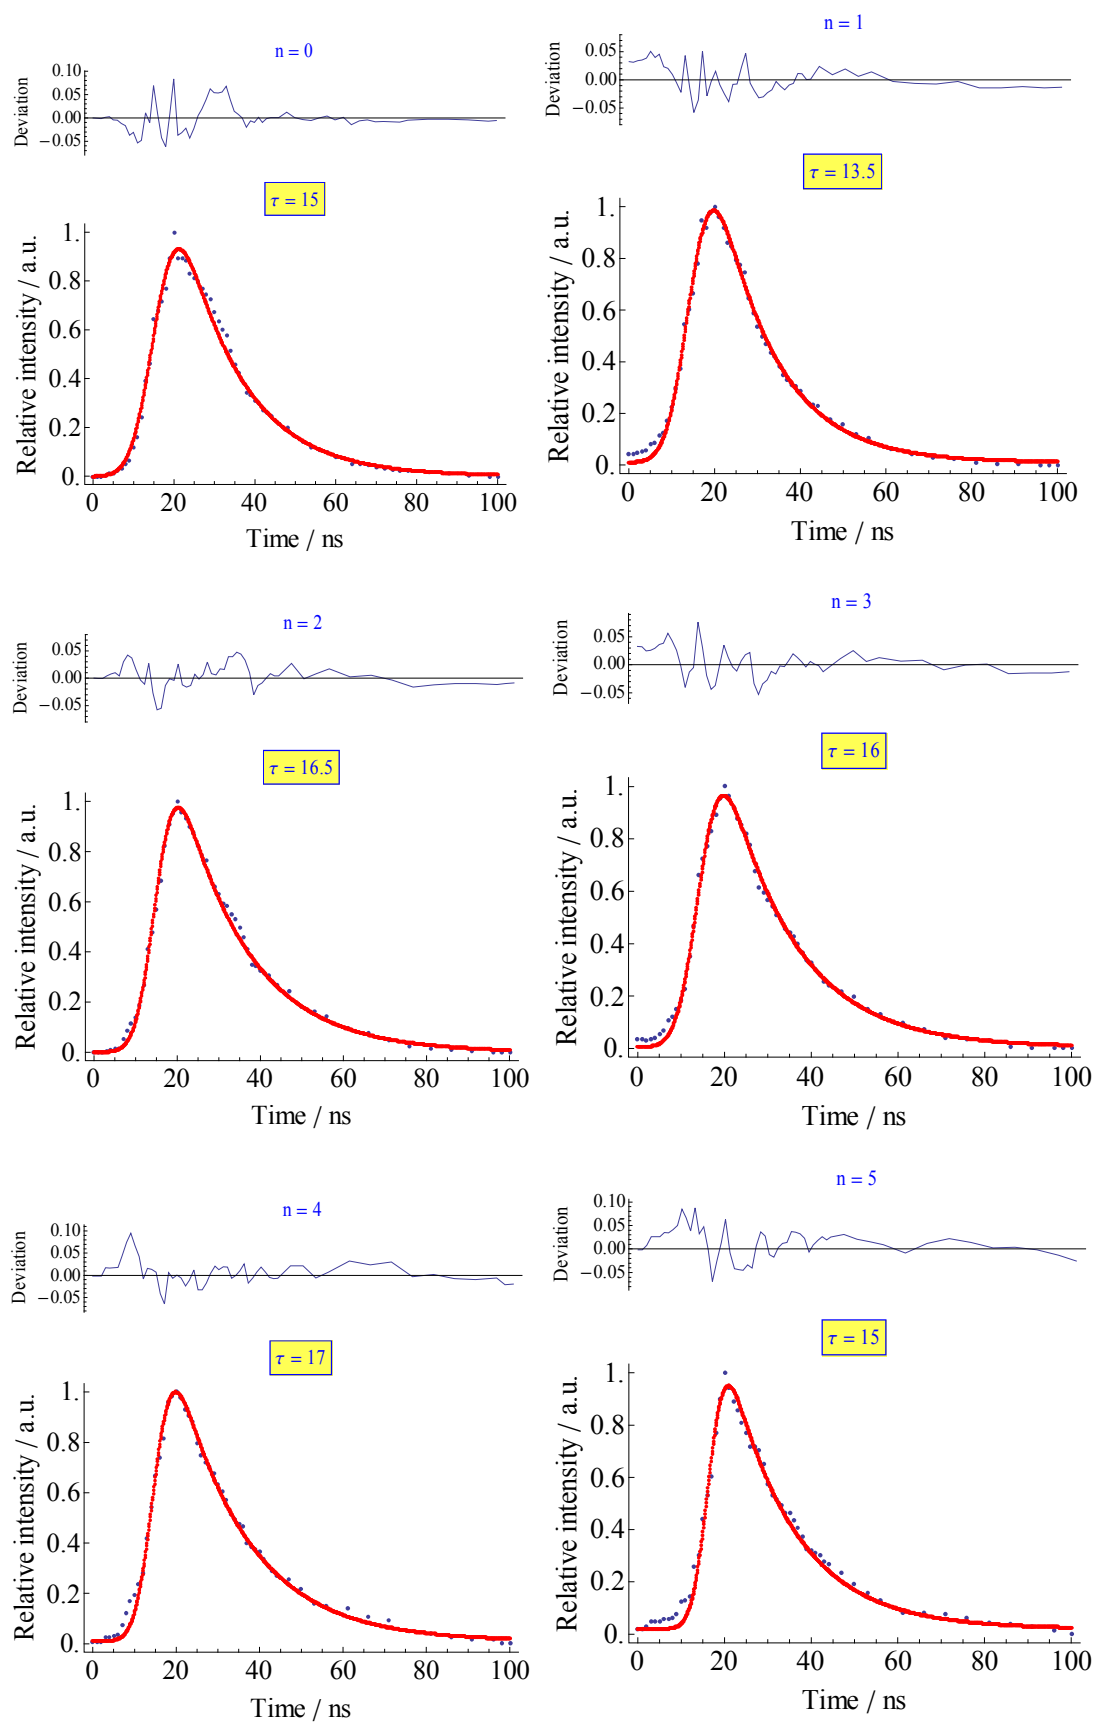 n = 0
Deviation
0.10
0.05
0.00
−0.05
τ = 15
Relative intensity / a.u.
1.
0.8
0.6
0.4
0.2
0.
0 20 40 60 80 100
Time / ns
n = 1
Deviation
0.05
0.00
−0.05
τ = 13.5
Relative intensity / a.u.
1.
0.8
0.6
0.4
0.2
0.
0 20 40 60 80 100
Time / ns
n = 2
Deviation
0.05
0.00
−0.05
τ = 16.5
Relative intensity / a.u.
1.
0.8
0.6
0.4
0.2
0.
0 20 40 60 80 100
Time / ns
n = 3
Deviation
0.05
0.00
−0.05
τ = 16
Relative intensity / a.u.
1.
0.8
0.6
0.4
0.2
0.
0 20 40 60 80 100
Time / ns
n = 4
Deviation
0.10
0.05
0.00
−0.05
τ = 17
Relative intensity / a.u.
1.
0.8
0.6
0.4
0.2
0.
0 20 40 60 80 100
Time / ns
n = 5
Deviation
0.10
0.05
0.00
−0.05
τ = 15
Relative intensity / a.u.
1.
0.8
0.6
0.4
0.2
0.
0 20 40 60 80 100
Time / ns